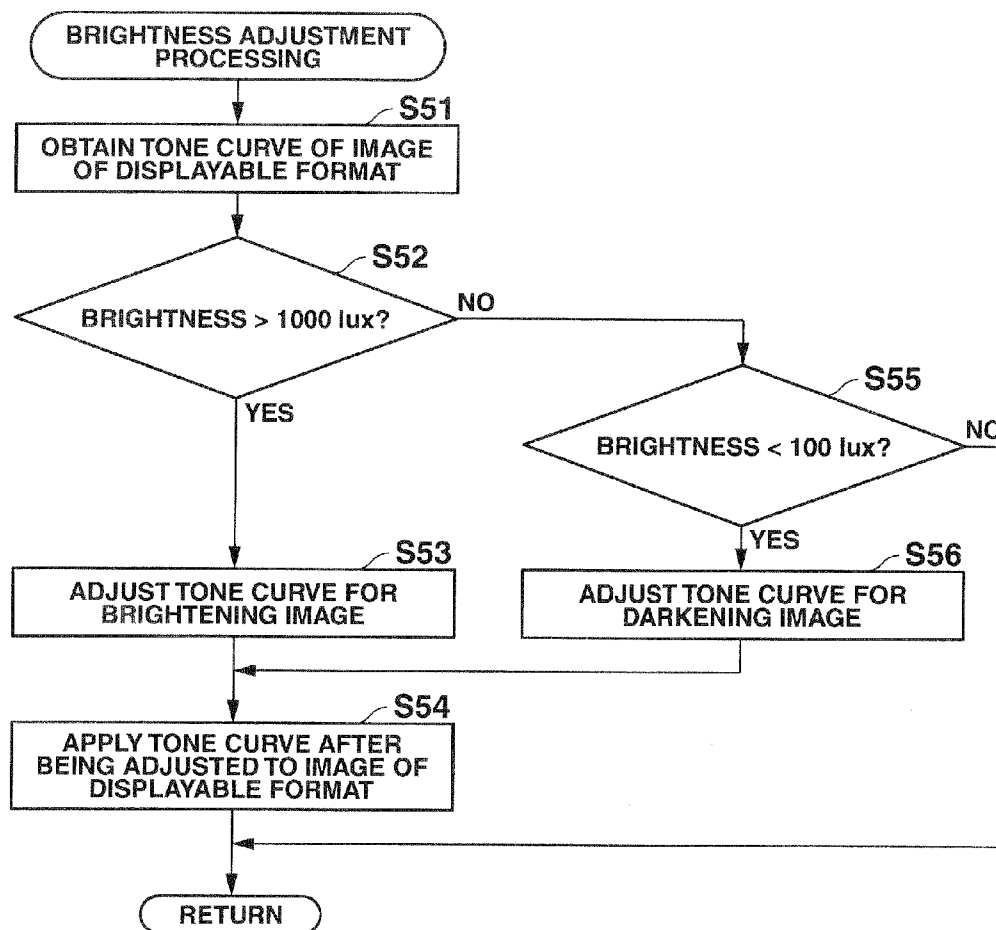 BRIGHTNESS ADJUSTMENT
PROCESSING
S51
OBTAIN TONE CURVE OF IMAGE
OF DISPLAYABLE FORMAT
S52
BRIGHTNESS > 1000 lux?
NO
YES
S55
BRIGHTNESS < 100 lux?
NO
YES
S53
ADJUST TONE CURVE FOR
BRIGHTENING IMAGE
S56
ADJUST TONE CURVE FOR
DARKENING IMAGE
S54
APPLY TONE CURVE AFTER
BEING ADJUSTED TO IMAGE OF
DISPLAYABLE FORMAT
RETURN